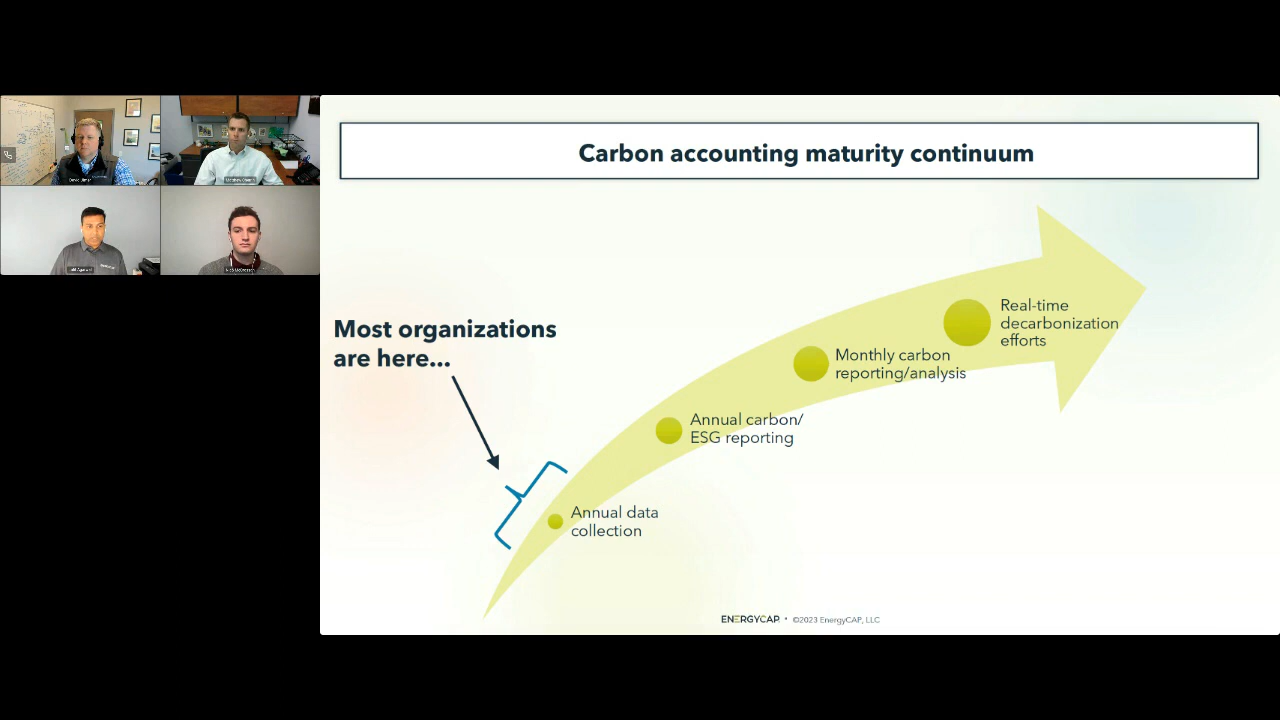 Carbon accounting maturity continuum
Most organizations
are here...
Real-time
decarbonization
efforts
Monthly carbon
reporting/analysis
Annual carbon/
ESG reporting
Annual data
collection
ENERGYCAP • ©2023 EnergyCAP, LLC